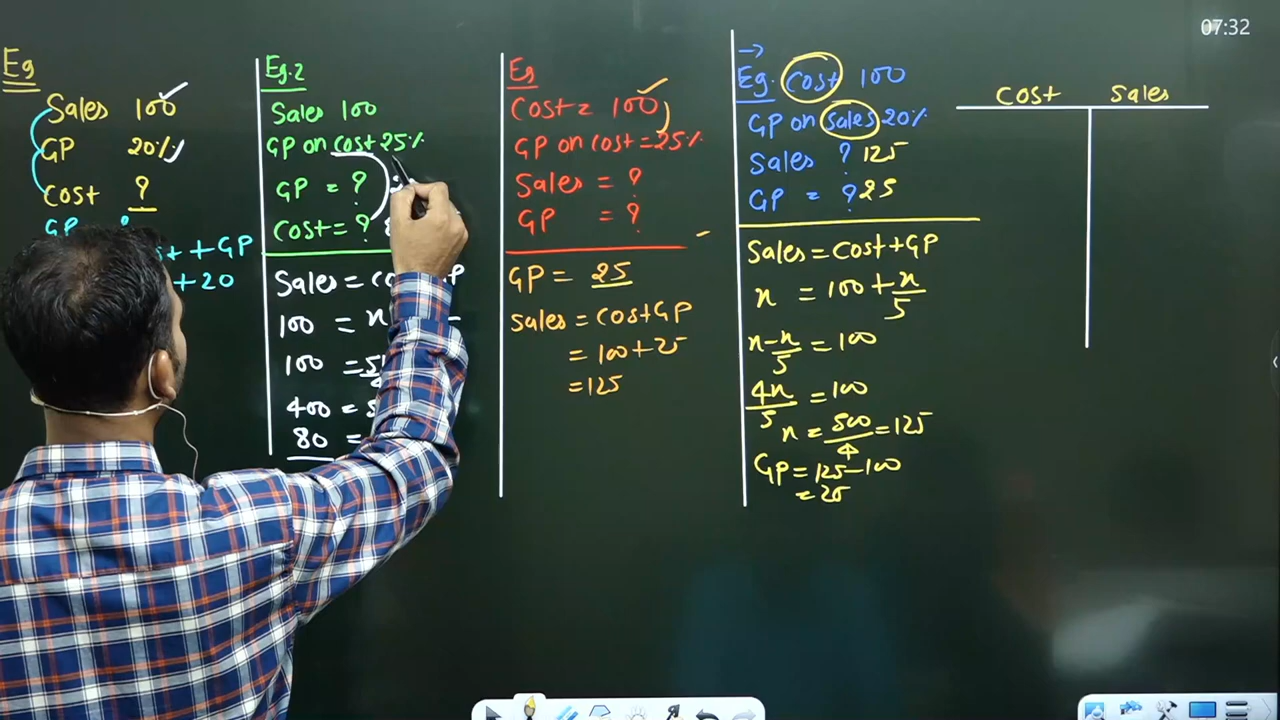 07:32
Eg
Sales 100
GP 20%
Cost ?
GP ?
+ GP
+ 20
Eg.2
Sales 100
GP on cost 25%
GP = ?
Cost = ?
Sales =
100 = x
100 =
400 =
80 =
Eg
Cost = 100
GP on cost = 25%
Sales = ?
GP = ?
GP = 25
Sales = Cost+GP
= 100 + 25
= 125
Eg. Cost 100
GP on sales 20%
Sales ? 125
GP = ? 25
Sales = Cost + GP
x = 100 + x/5
x - x/5 = 100
4x/5 = 100
x = 500/4 = 125
GP = 125 - 100
= 25
Cost Sales